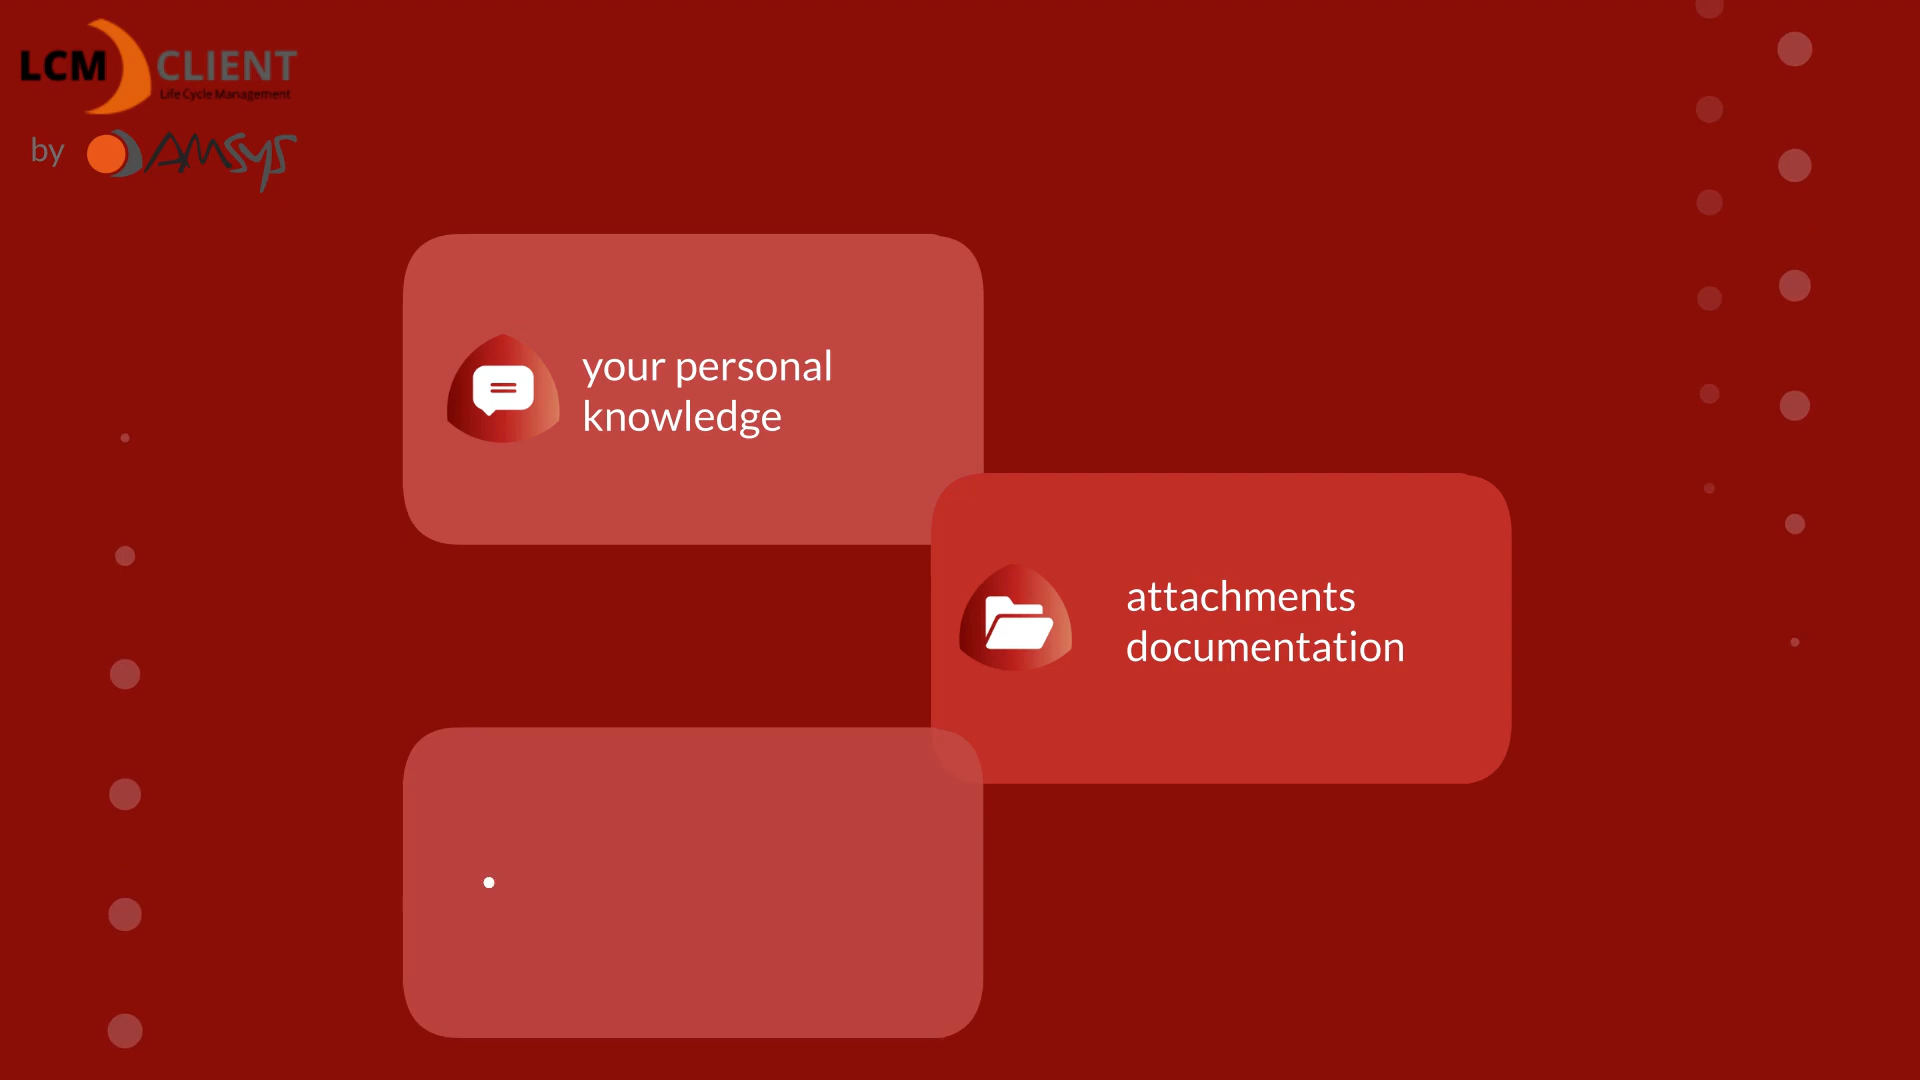 LCM CLIENT
Life Cycle Management
by AMSYS
your personal
knowledge
attachments
documentation